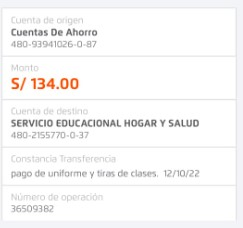 Cuenta de origen
Cuentas De Ahorro
480-93941026-0-87
Monto
S/ 134.00
Cuenta de destino
SERVICIO EDUCACIONAL HOGAR Y SALUD
480-2155770-0-37
Constancia Transferencia
pago de uniforme y tiras de clases. 12/10/22
Número de operación
36509382